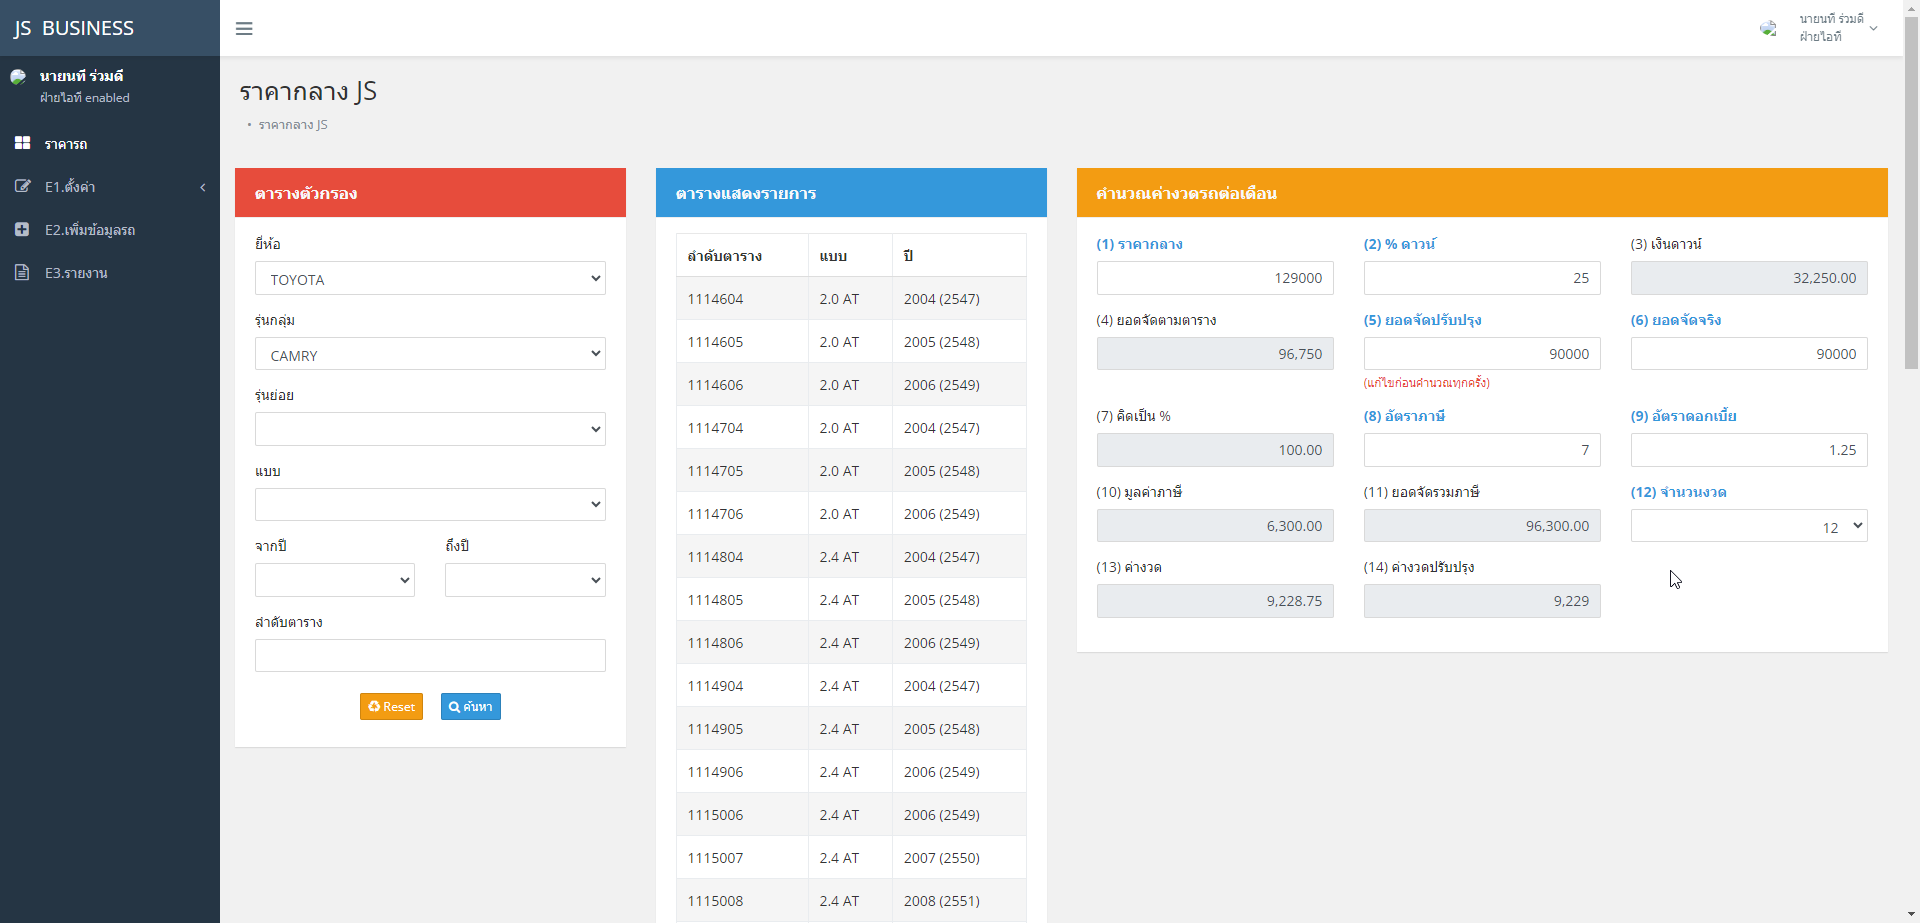 JS BUSINESS
นายนที ร่วมดี
ฝ่ายไอที
นายนที ร่วมดี
ฝ่ายไอที enabled
ราคารถ
E1.ตั้งค่า
E2.เพิ่มข้อมูลรถ
E3.รายงาน
ราคากลาง JS
• ราคากลาง JS
ตารางตัวกรอง
ยี่ห้อ
TOYOTA
รุ่นกลุ่ม
CAMRY
รุ่นย่อย
แบบ
จากปี ถึงปี
ลำดับตาราง
Reset ค้นหา
ตารางแสดงรายการ
ลำดับตาราง แบบ ปี
1114604 2.0 AT 2004 (2547)
1114605 2.0 AT 2005 (2548)
1114606 2.0 AT 2006 (2549)
1114704 2.0 AT 2004 (2547)
1114705 2.0 AT 2005 (2548)
1114706 2.0 AT 2006 (2549)
1114804 2.4 AT 2004 (2547)
1114805 2.4 AT 2005 (2548)
1114806 2.4 AT 2006 (2549)
1114904 2.4 AT 2004 (2547)
1114905 2.4 AT 2005 (2548)
1114906 2.4 AT 2006 (2549)
1115006 2.4 AT 2006 (2549)
1115007 2.4 AT 2007 (2550)
1115008 2.4 AT 2008 (2551)
คำนวณค่างวดรถต่อเดือน
(1) ราคากลาง (2) % ดาวน์ (3) เงินดาวน์
129000 25 32,250.00
(4) ยอดจัดตามตาราง (5) ยอดจัดปรับปรุง (6) ยอดจัดจริง
96,750 90000 90000
(แก้ไขก่อนคำนวณทุกครั้ง)
(7) คิดเป็น % (8) อัตราภาษี (9) อัตราดอกเบี้ย
100.00 7 1.25
(10) มูลค่าภาษี (11) ยอดจัดรวมภาษี (12) จำนวนงวด
6,300.00 96,300.00 12
(13) ค่างวด (14) ค่างวดปรับปรุง
9,228.75 9,229